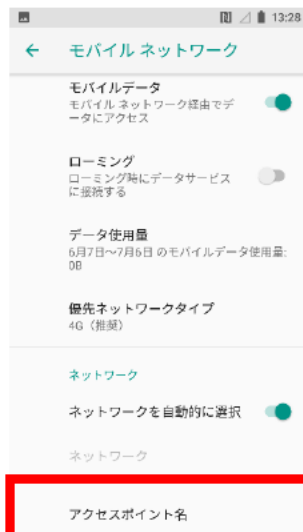 13:28
モバイル ネットワーク
モバイルデータ
モバイル ネットワーク経由でデ
ータにアクセス
ローミング
ローミング時にデータサービス
に接続する
データ使用量
6月7日～7月6日 のモバイルデータ使用量:
0B
優先ネットワークタイプ
4G（推奨）
ネットワーク
ネットワークを自動的に選択
ネットワーク
アクセスポイント名